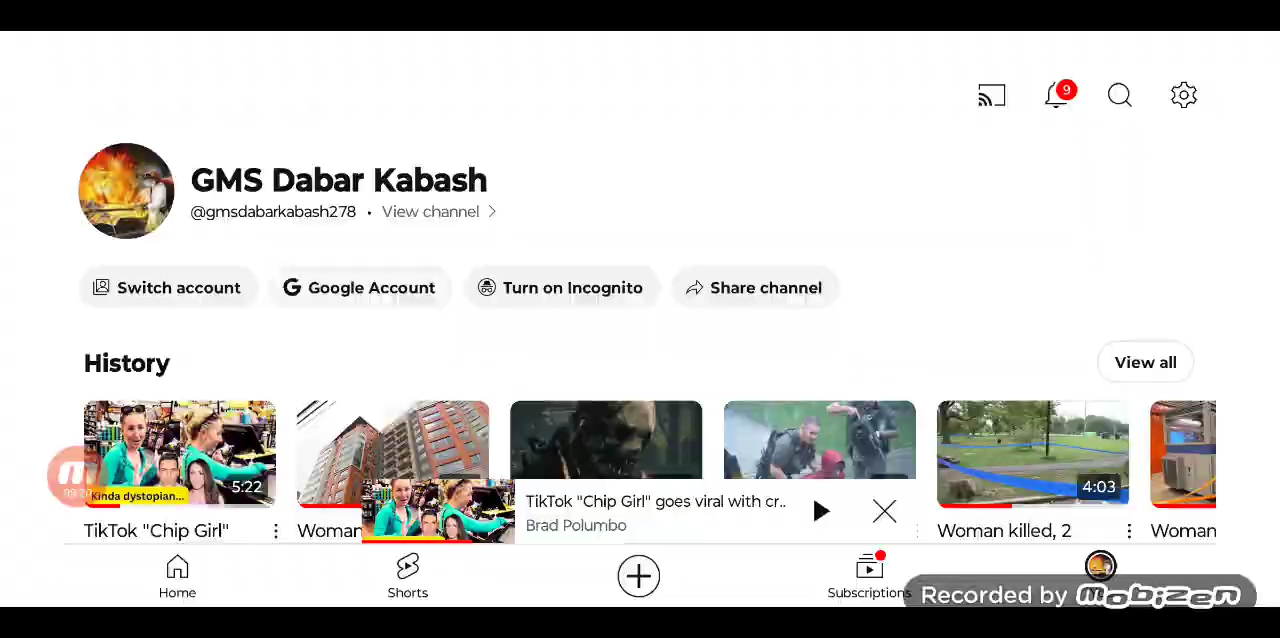 9
GMS Dabar Kabash
@gmsdabarkabash278 • View channel >
Switch account
Google Account
Turn on Incognito
Share channel
History
View all
Kinda dystopian...
5:22
4:03
TikTok "Chip Girl" goes viral with cr..
Brad Polumbo
TikTok "Chip Girl"
Woman
Woman killed, 2
Woman
Home
Shorts
Subscriptions
Recorded by Mobizen